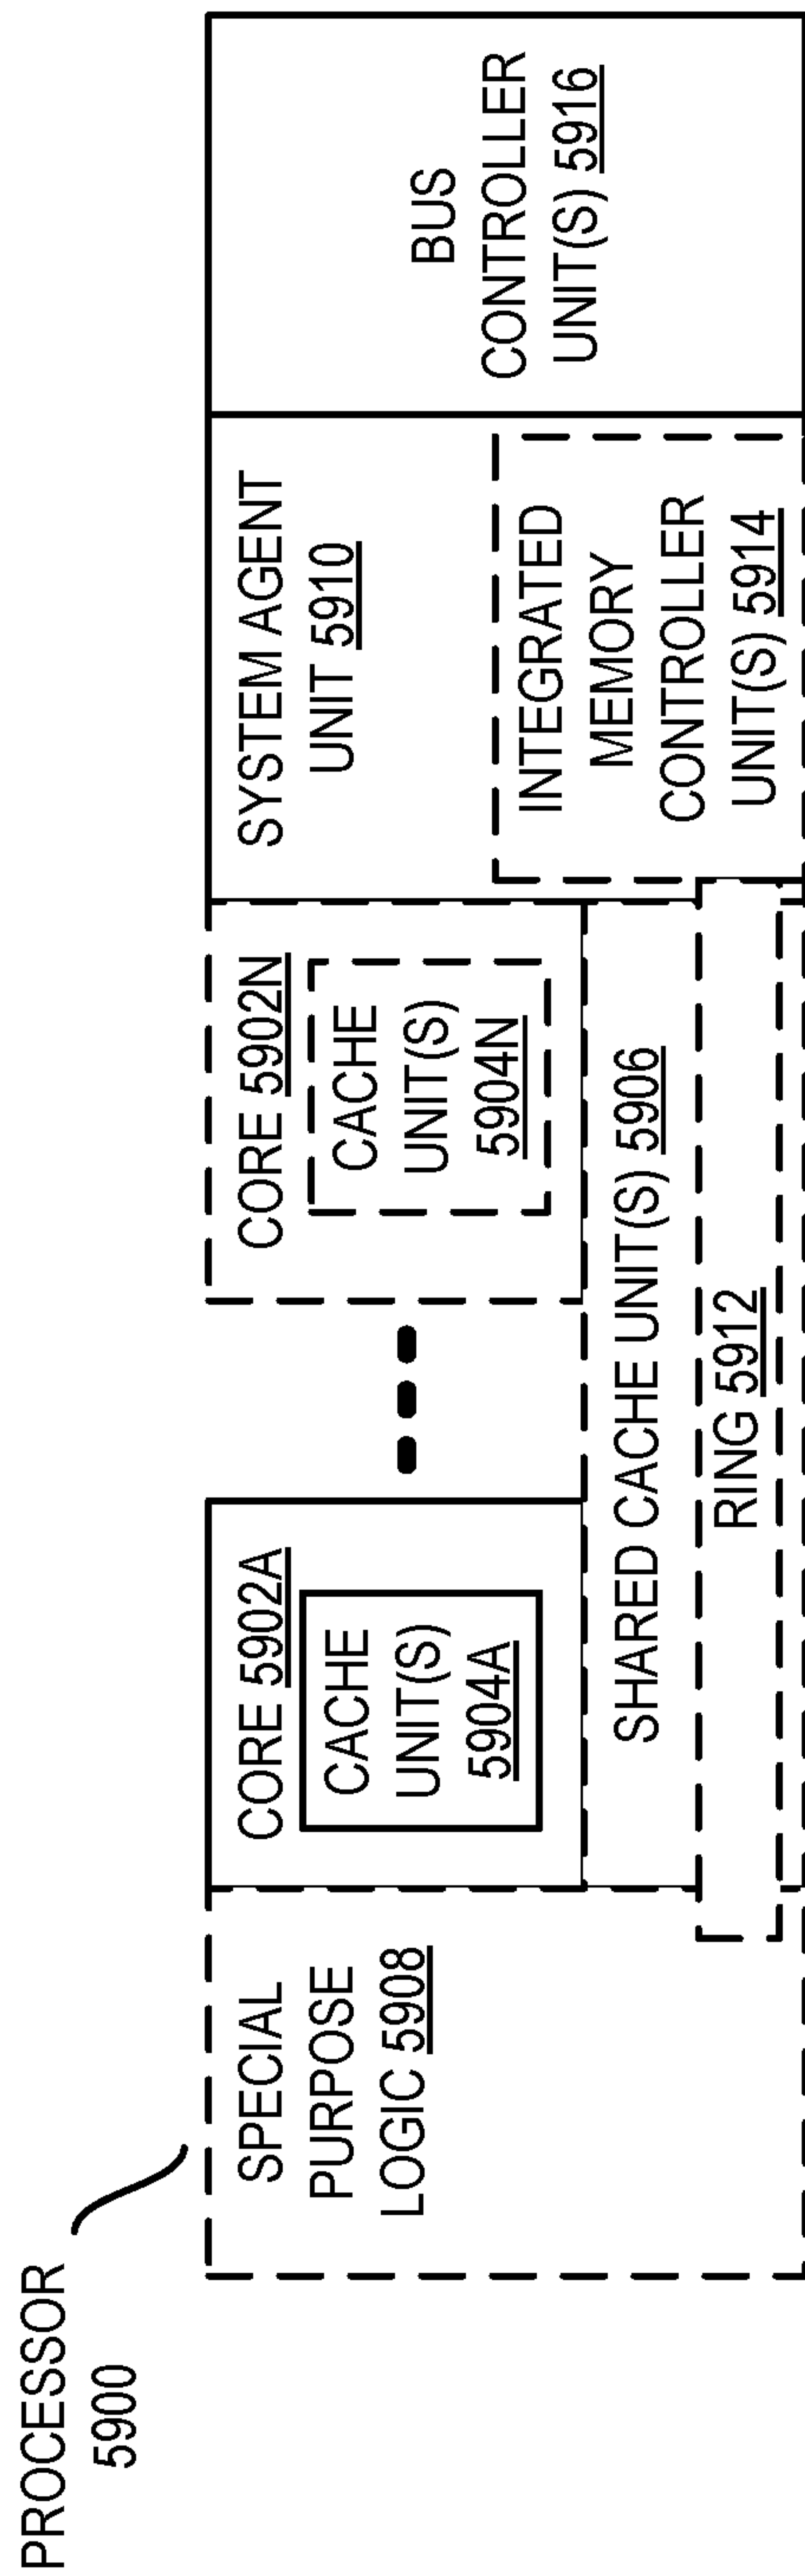 PROCESSOR
5900
SPECIAL
PURPOSE
LOGIC 5908
CORE 5902A
CACHE
UNIT(S)
5904A
CORE 5902N
CACHE
UNIT(S)
5904N
SHARED CACHE UNIT(S) 5906
RING 5912
SYSTEM AGENT
UNIT 5910
INTEGRATED
MEMORY
CONTROLLER
UNIT(S) 5914
BUS
CONTROLLER
UNIT(S) 5916